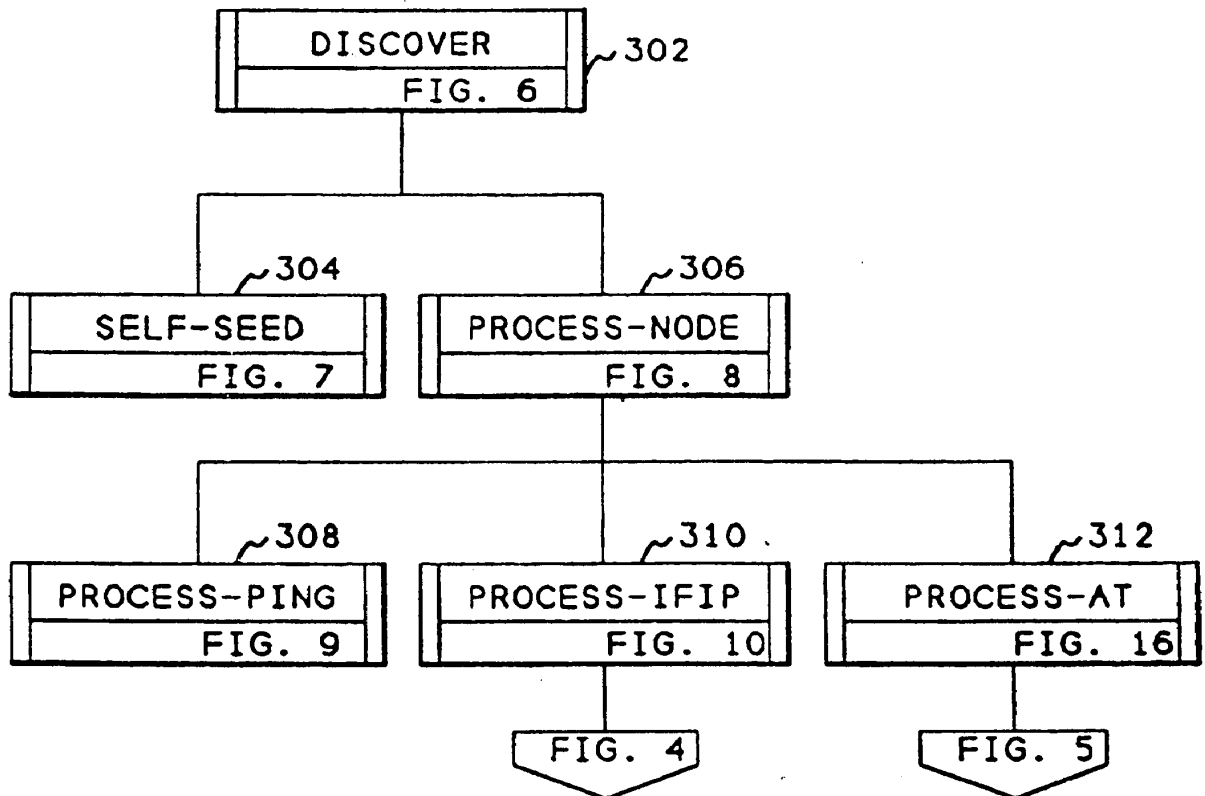 DISCOVER
FIG. 6
302
304
306
SELF-SEED
FIG. 7
PROCESS-NODE
FIG. 8
308
310
312
PROCESS-PING
FIG. 9
PROCESS-IFIP
FIG. 10
PROCESS-AT
FIG. 16
FIG. 4
FIG. 5